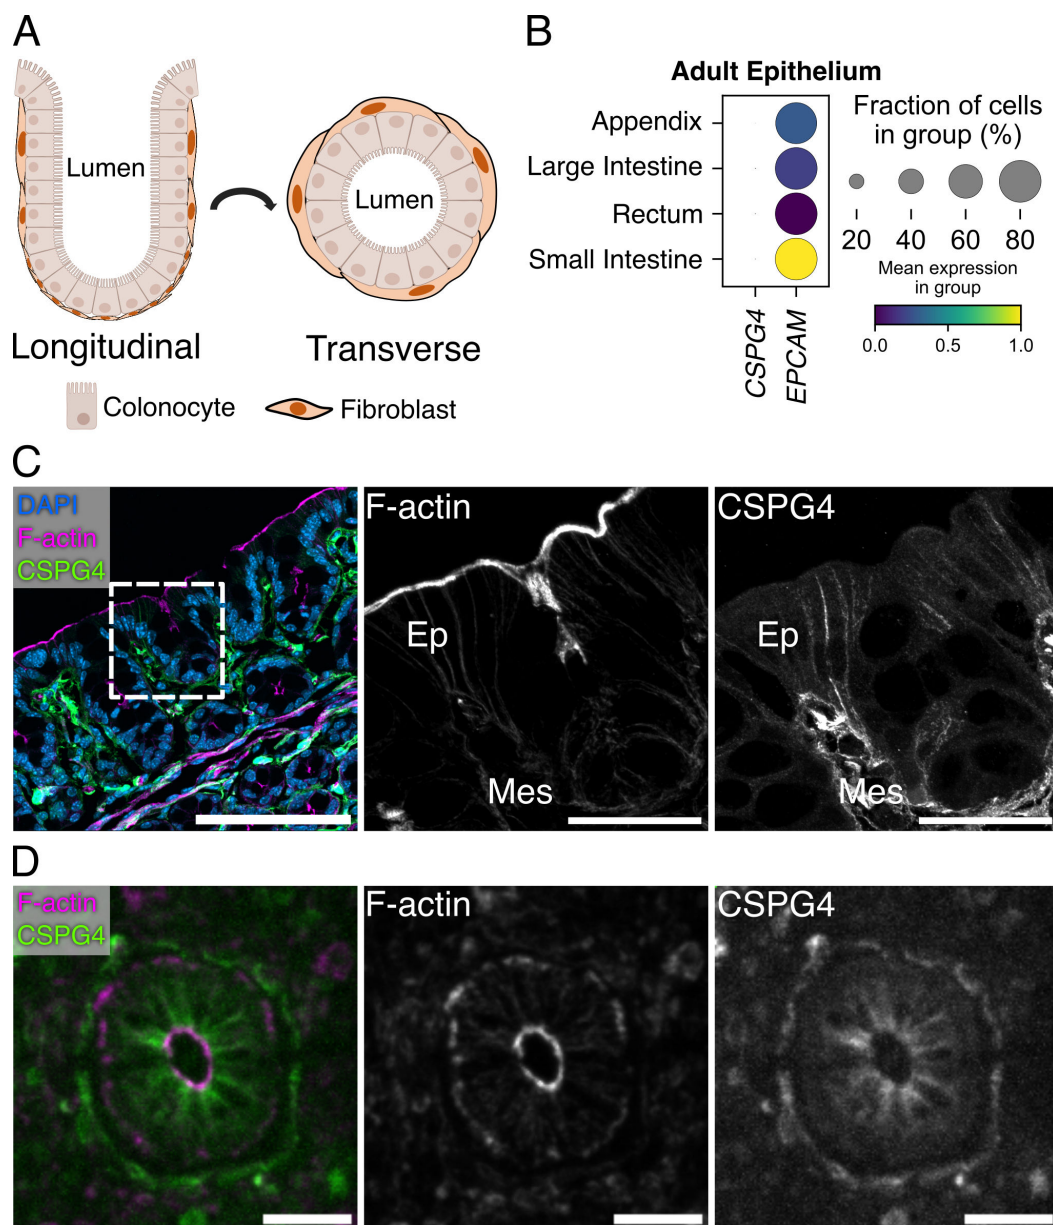 A
Lumen
Lumen
Longitudinal
Transverse
Colonocyte
Fibroblast
B
Adult Epithelium
Appendix
Large Intestine
Rectum
Small Intestine
CSPG4
EPCAM
Fraction of cells
in group (%)
20 40 60 80
Mean expression
in group
0.0 0.5 1.0
C
DAPI
F-actin
CSPG4
F-actin
Ep
Mes
CSPG4
Ep
Mes
D
F-actin
CSPG4
F-actin
CSPG4